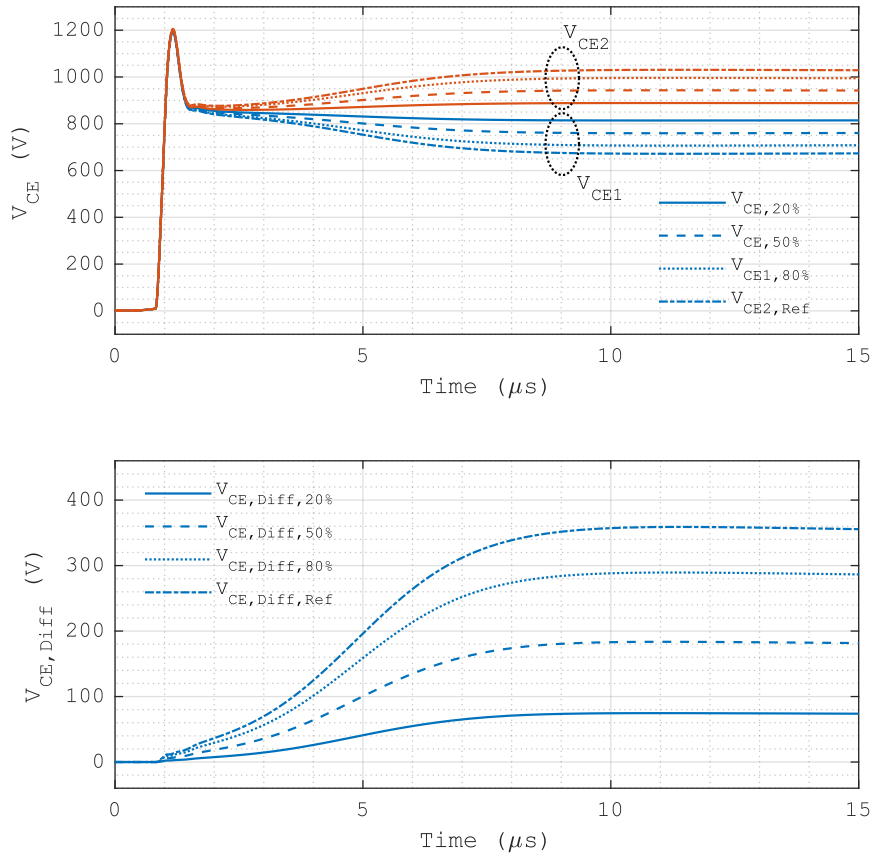 1200
1000
800
600
400
200
0
V_CE (V)
V_CE2
V_CE1
V_CE,20%
V_CE,50%
V_CE1,80%
V_CE2,Ref
0 5 10 15
Time (μs)
400
300
200
100
0
V_CE,Diff (V)
V_CE,Diff,20%
V_CE,Diff,50%
V_CE,Diff,80%
V_CE,Diff,Ref
0 5 10 15
Time (μs)